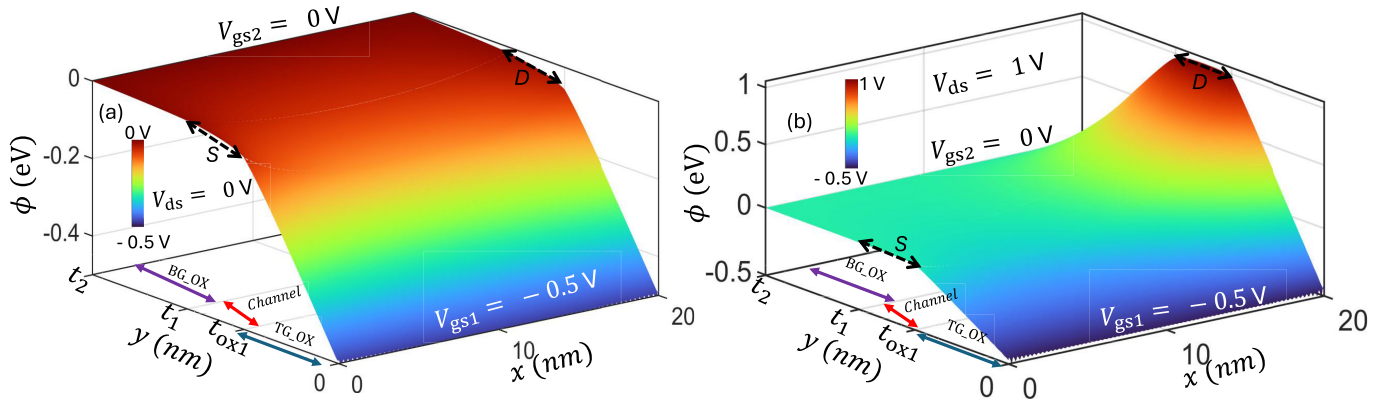 V_gs2 = 0 V
0
(a)
0 V
-0.2
V_ds = 0 V
-0.4
- 0.5 V
ϕ (eV)
S
D
t_2
BG_OX
Channel
TG_OX
t_1
t_ox1
y (nm)
0
0
V_gs1 = - 0.5 V
10
x (nm)
20
1
(b)
1 V
V_ds = 1 V
0.5
- 0.5 V
V_gs2 = 0 V
0
-0.5
ϕ (eV)
S
D
t_2
BG_OX
Channel
TG_OX
t_1
t_ox1
y (nm)
0
0
V_gs1 = - 0.5 V
10
x (nm)
20